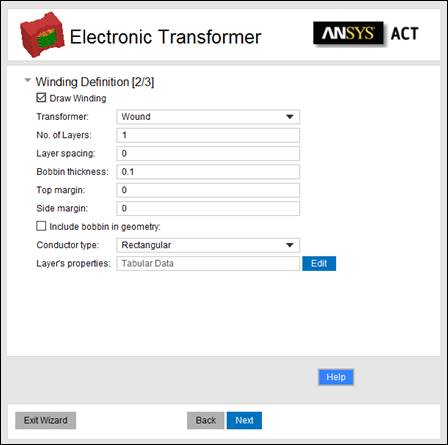 Electronic Transformer
ANSYS ACT
Winding Definition [2/3]
Draw Winding
Transformer: Wound
No. of Layers: 1
Layer spacing: 0
Bobbin thickness: 0.1
Top margin: 0
Side margin: 0
Include bobbin in geometry:
Conductor type: Rectangular
Layer's properties: Tabular Data Edit
Help
Exit Wizard Back Next